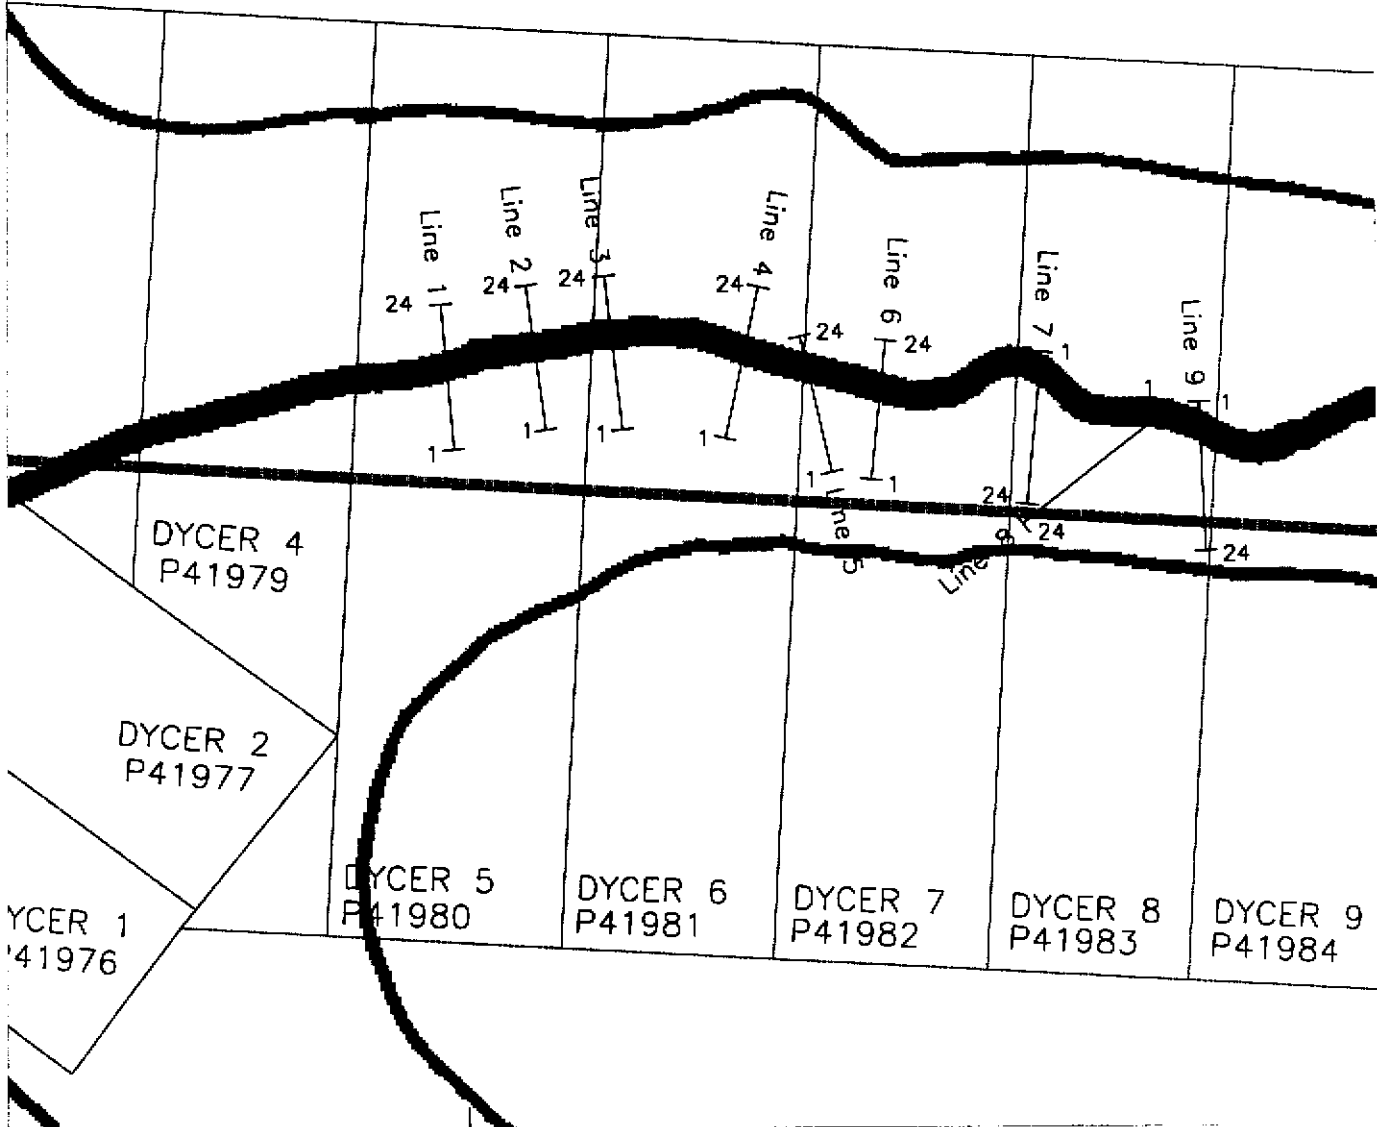 Line 1
Line 2
Line 3
Line 4
Line 6
Line 7
Line 9
24
24
24
24
24
24
1
1
1
1
1
1
1
1
1
24
24
24
Line 5
Line 8
DYCER 4
P41979
DYCER 2
P41977
YCER 1
41976
DYCER 5
P41980
DYCER 6
P41981
DYCER 7
P41982
DYCER 8
P41983
DYCER 9
P41984